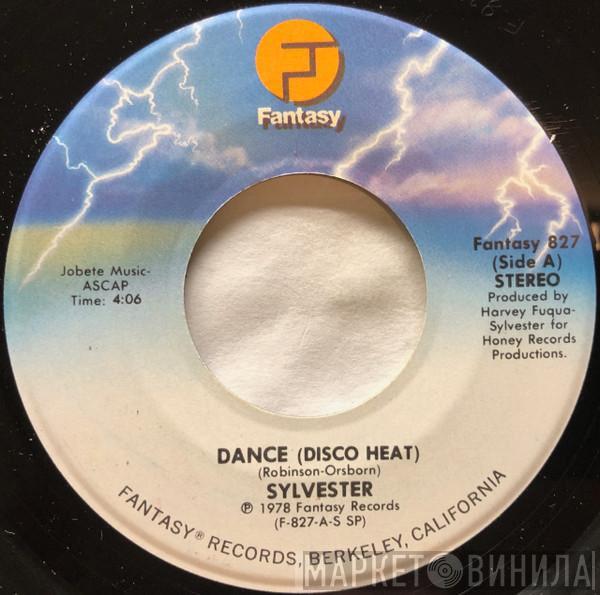 Fantasy
Jobete Music-
ASCAP
Time: 4:06
Fantasy 827
(Side A)
STEREO
Produced by
Harvey Fuqua-
Sylvester for
Honey Records
Productions.
DANCE (DISCO HEAT)
(Robinson-Orsborn)
SYLVESTER
℗ 1978 Fantasy Records
(F-827-A-S SP)
FANTASY® RECORDS, BERKELEY, CALIFORNIA
МАРКЕТ ВИНИЛА